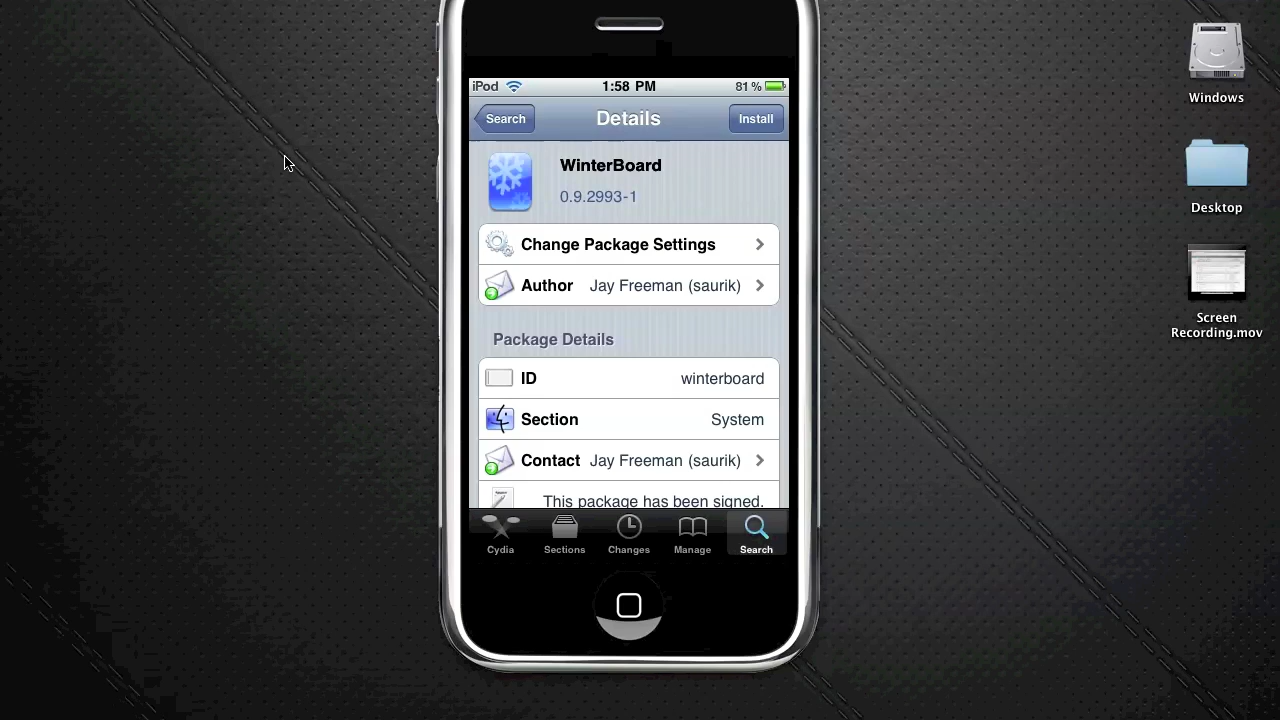 iPod 1:58 PM 81%
Search Details Install
WinterBoard
0.9.2993-1
Change Package Settings
Author Jay Freeman (saurik)
Package Details
ID winterboard
Section System
Contact Jay Freeman (saurik)
This package has been signed.
Cydia Sections Changes Manage Search
Windows
Desktop
Screen
Recording.mov